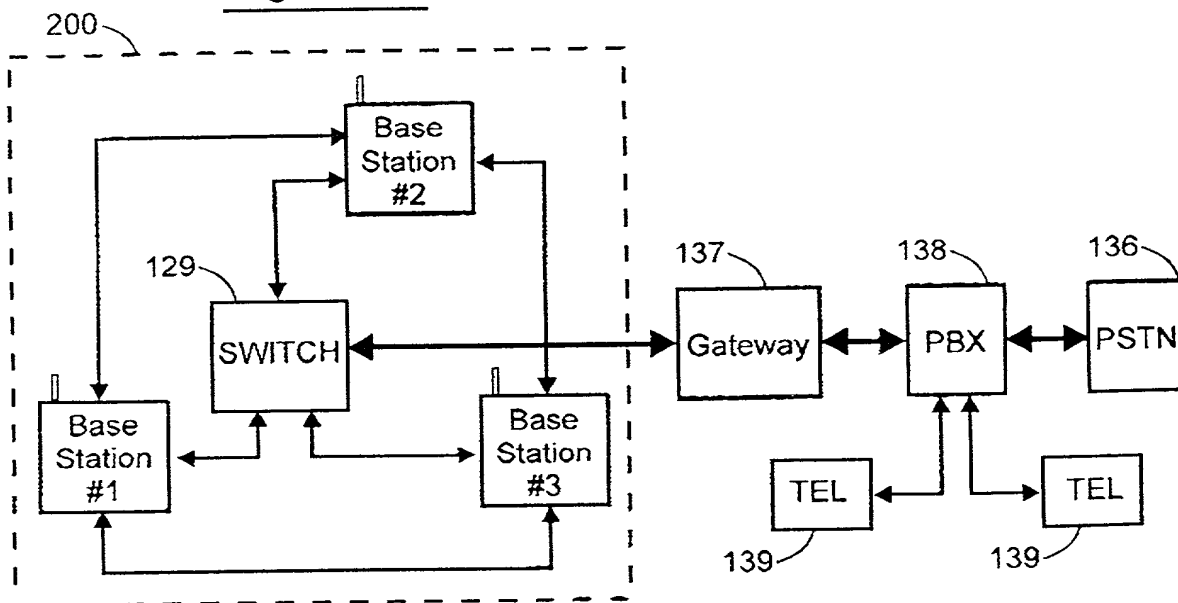 200
Base
Station
#2
129
SWITCH
137
Gateway
138
PBX
136
PSTN
Base
Station
#1
Base
Station
#3
TEL
139
TEL
139